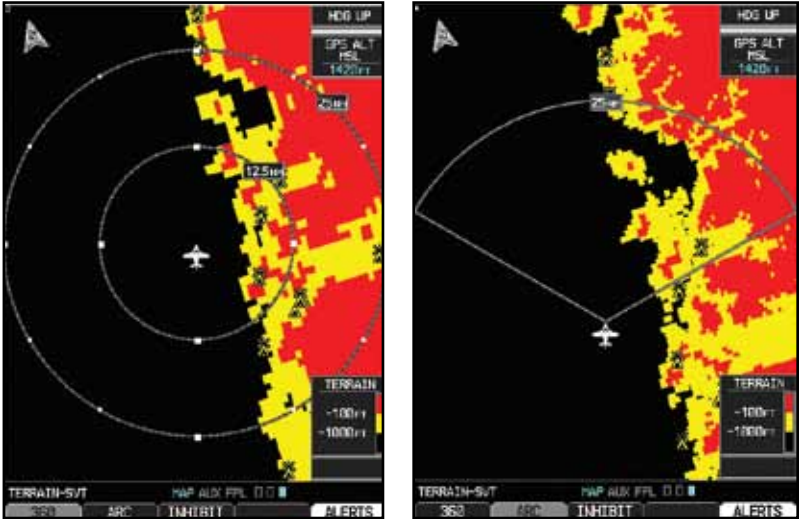 HDG UP
GPS ALT
MSL
1420FT
25NM
12.5NM
TERRAIN
-100FT
-1000FT
TERRAIN-SVT
MAP AUX FPL
360 ARC INHIBIT ALERTS
HDG UP
GPS ALT
MSL
1420FT
25NM
TERRAIN
-100FT
-1000FT
TERRAIN-SVT
MAP AUX FPL
360 ARC INHIBIT ALERTS